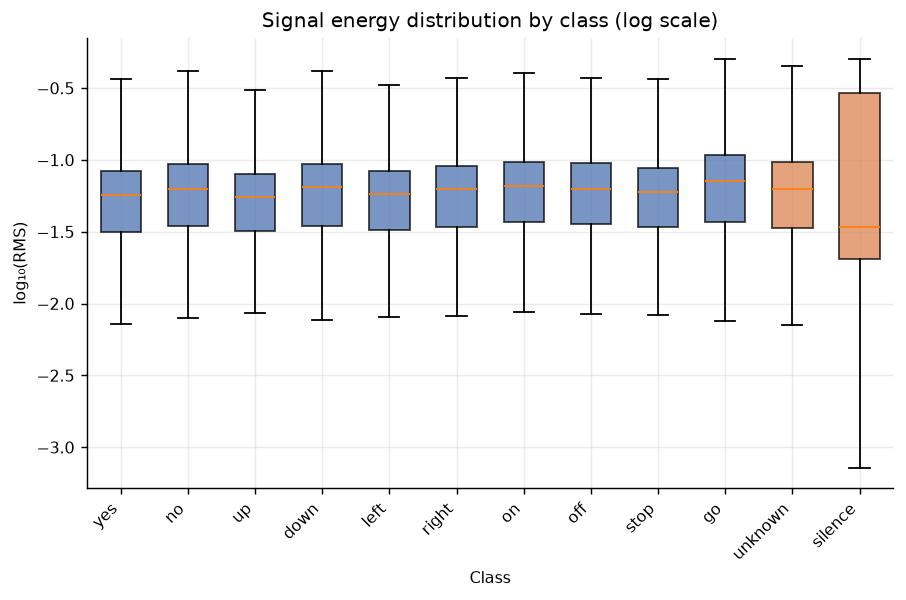 Signal energy distribution by class (log scale)
log₁₀(RMS)
−0.5
−1.0
−1.5
−2.0
−2.5
−3.0
yes
no
up
down
left
right
on
off
stop
go
unknown
silence
Class